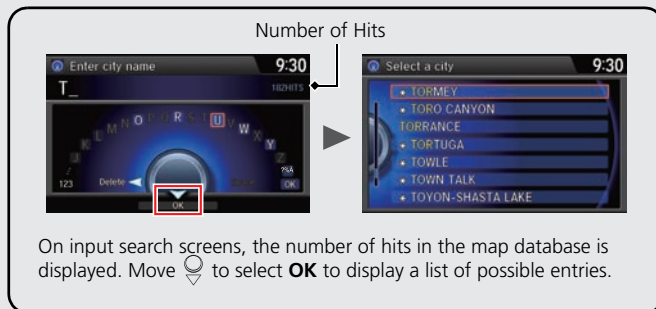 Number of Hits
Enter city name 9:30
T_ 182HITS
J K L M N O P Q R S T U V W X Y Z
123 Delete OK
?%À
OK
Select a city 9:30
TORMEY
TORO CANYON
TORRANCE
TORTUGA
TOWLE
TOWN TALK
TOYON-SHASTA LAKE
On input search screens, the number of hits in the map database is
displayed. Move to select OK to display a list of possible entries.